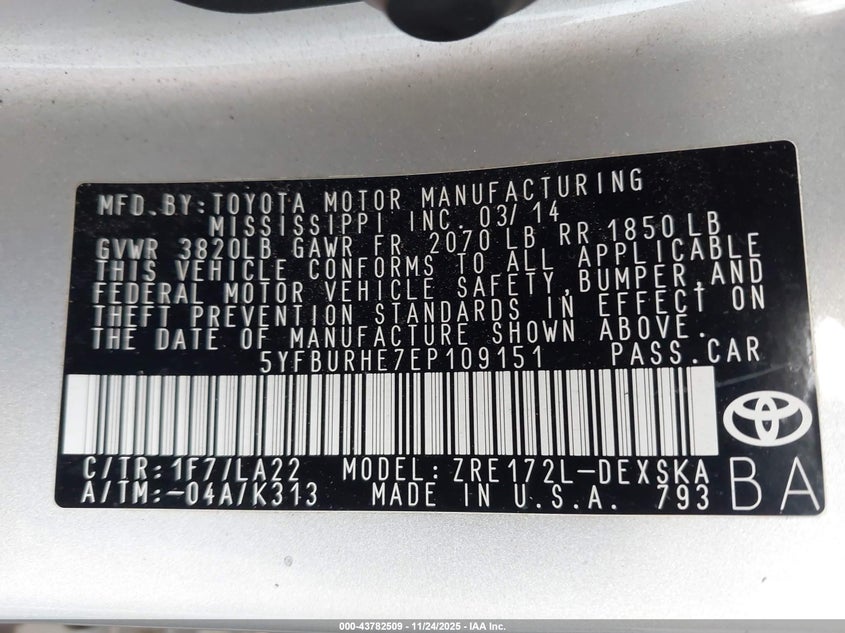 MFD. BY: TOYOTA MOTOR MANUFACTURING
MISSISSIPPI INC. 03/14
GVWR 3820LB GAWR FR 2070 LB RR 1850 LB
THIS VEHICLE CONFORMS TO ALL APPLICABLE
FEDERAL MOTOR VEHICLE SAFETY, BUMPER, AND
THEFT PREVENTION STANDARDS IN EFFECT ON
THE DATE OF MANUFACTURE SHOWN ABOVE.
5YFBURHE7EP109151 PASS. CAR
C/TR: 1F7/LA22 MODEL: ZRE172L-DEXSKA
A/TM: -04A/K313 MADE IN U.S.A. 793
BA
000-43782509 - 11/24/2025 - IAA Inc.